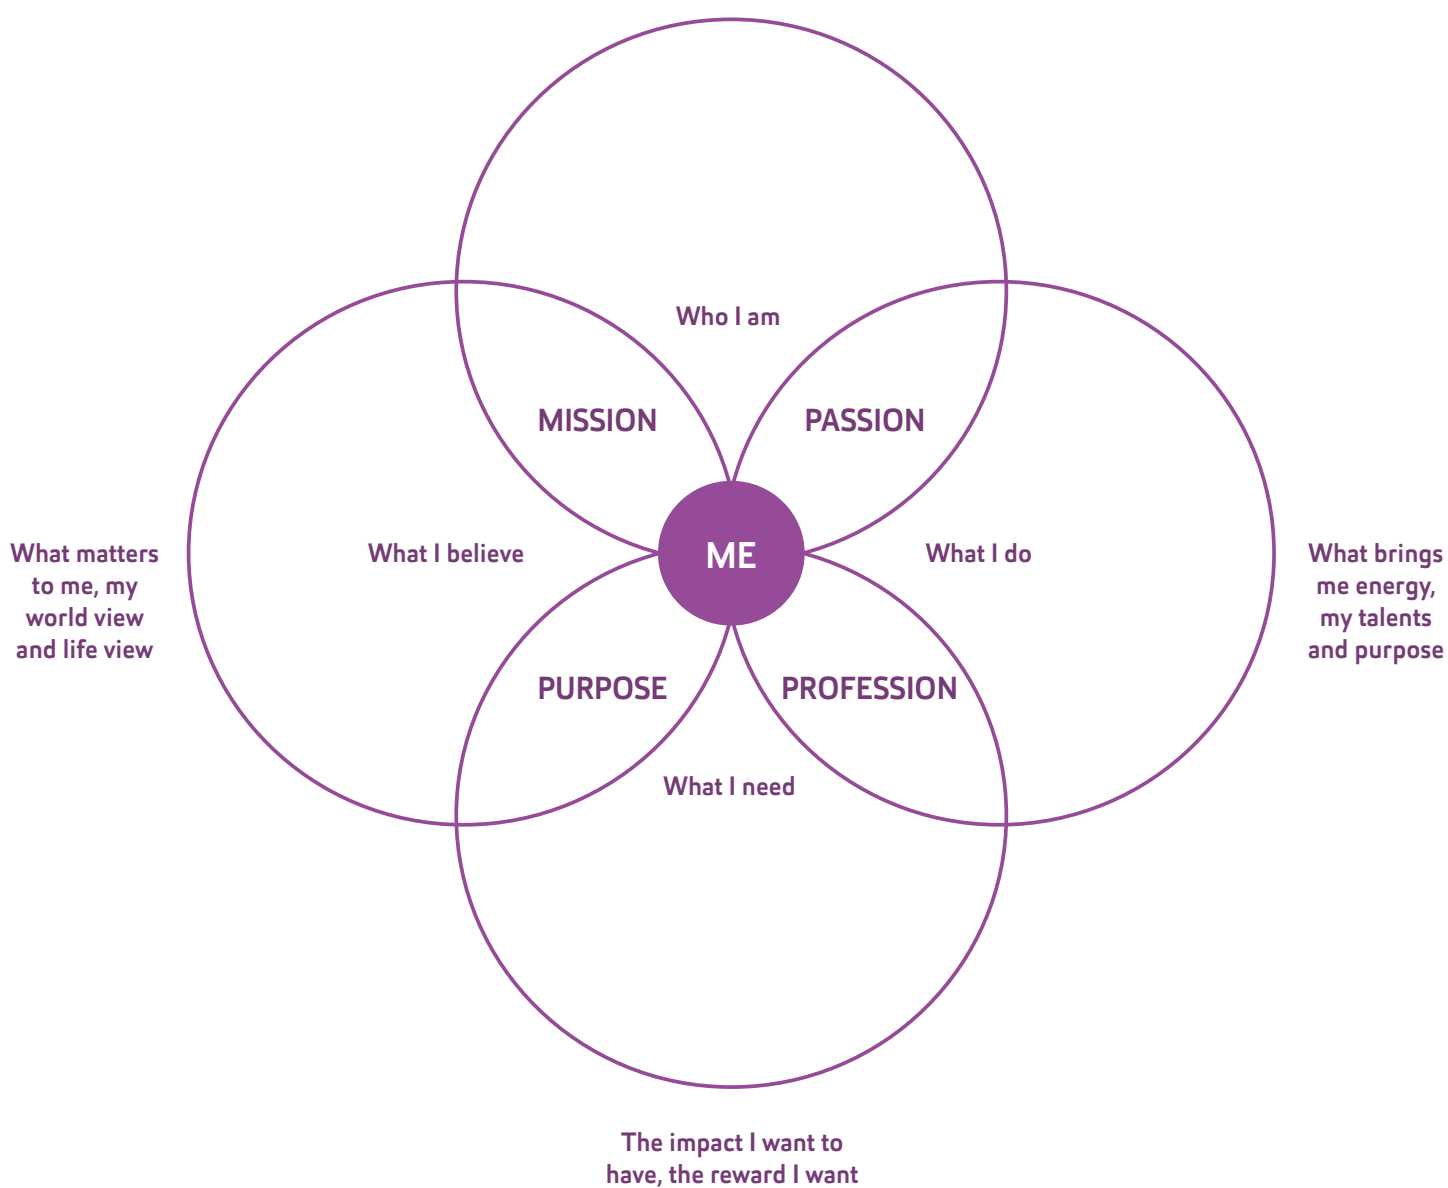 Who I am
MISSION
PASSION
What matters
to me, my
world view
and life view
What I believe
ME
What I do
What brings
me energy,
my talents
and purpose
PURPOSE
PROFESSION
What I need
The impact I want to
have, the reward I want